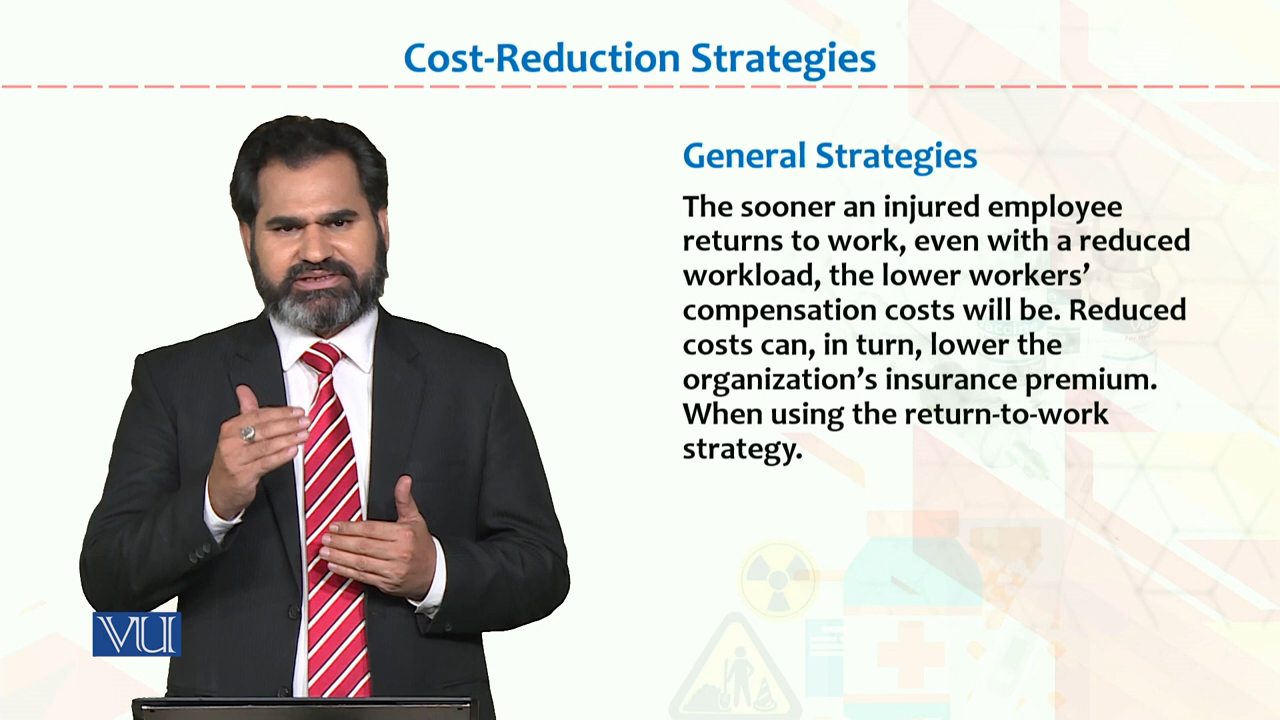 Cost-Reduction Strategies
General Strategies
The sooner an injured employee
returns to work, even with a reduced
workload, the lower workers’
compensation costs will be. Reduced
costs can, in turn, lower the
organization’s insurance premium.
When using the return-to-work
strategy.
VU